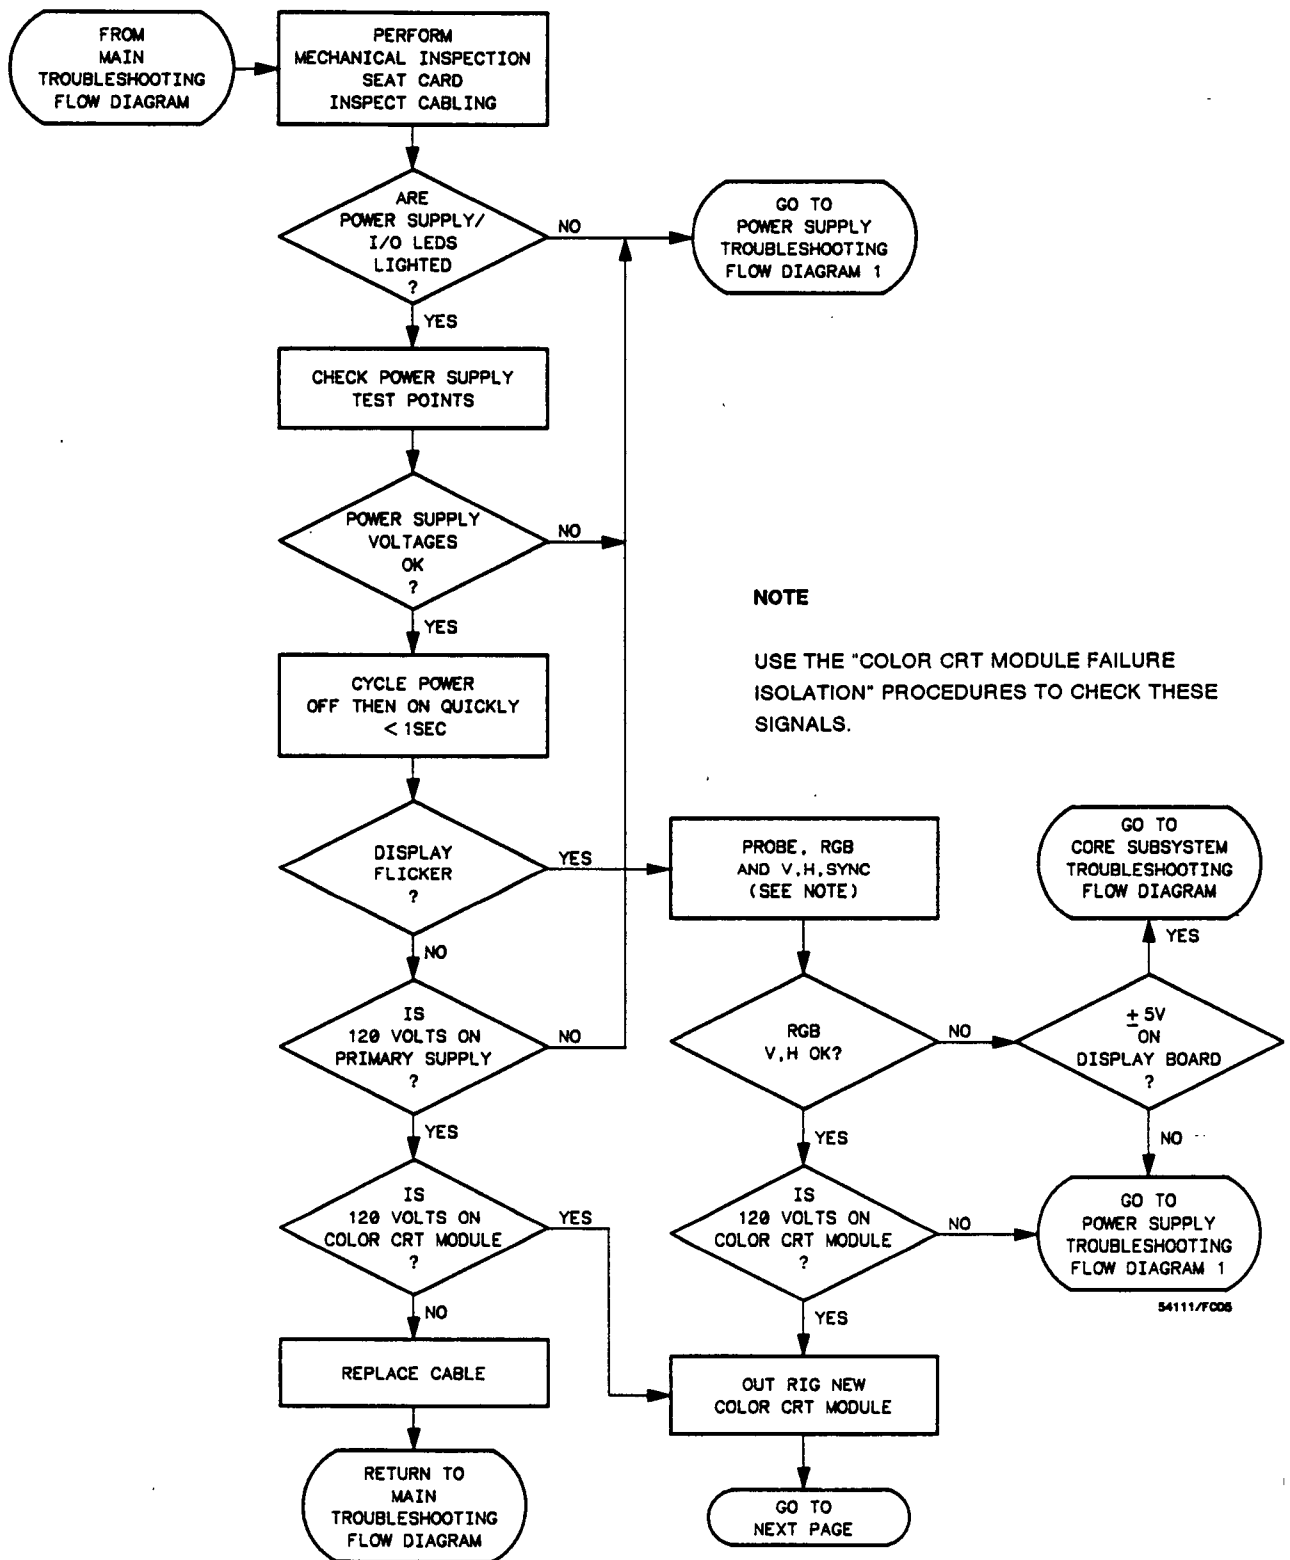 FROM
MAIN
TROUBLESHOOTING
FLOW DIAGRAM
PERFORM
MECHANICAL INSPECTION
SEAT CARD
INSPECT CABLING
ARE
POWER SUPPLY/
I/O LEDS
LIGHTED
?
NO
GO TO
POWER SUPPLY
TROUBLESHOOTING
FLOW DIAGRAM 1
YES
CHECK POWER SUPPLY
TEST POINTS
POWER SUPPLY
VOLTAGES
OK
?
NO
YES
NOTE
USE THE "COLOR CRT MODULE FAILURE
ISOLATION" PROCEDURES TO CHECK THESE
SIGNALS.
CYCLE POWER
OFF THEN ON QUICKLY
< 1SEC
DISPLAY
FLICKER
?
YES
NO
PROBE, RGB
AND V,H,SYNC
(SEE NOTE)
GO TO
CORE SUBSYSTEM
TROUBLESHOOTING
FLOW DIAGRAM
YES
IS
120 VOLTS ON
PRIMARY SUPPLY
?
NO
YES
RGB
V,H OK?
NO
YES
± 5V
ON
DISPLAY BOARD
?
NO
IS
120 VOLTS ON
COLOR CRT MODULE
?
YES
NO
IS
120 VOLTS ON
COLOR CRT MODULE
?
NO
YES
GO TO
POWER SUPPLY
TROUBLESHOOTING
FLOW DIAGRAM 1
54111/FC05
REPLACE CABLE
OUT RIG NEW
COLOR CRT MODULE
RETURN TO
MAIN
TROUBLESHOOTING
FLOW DIAGRAM
GO TO
NEXT PAGE